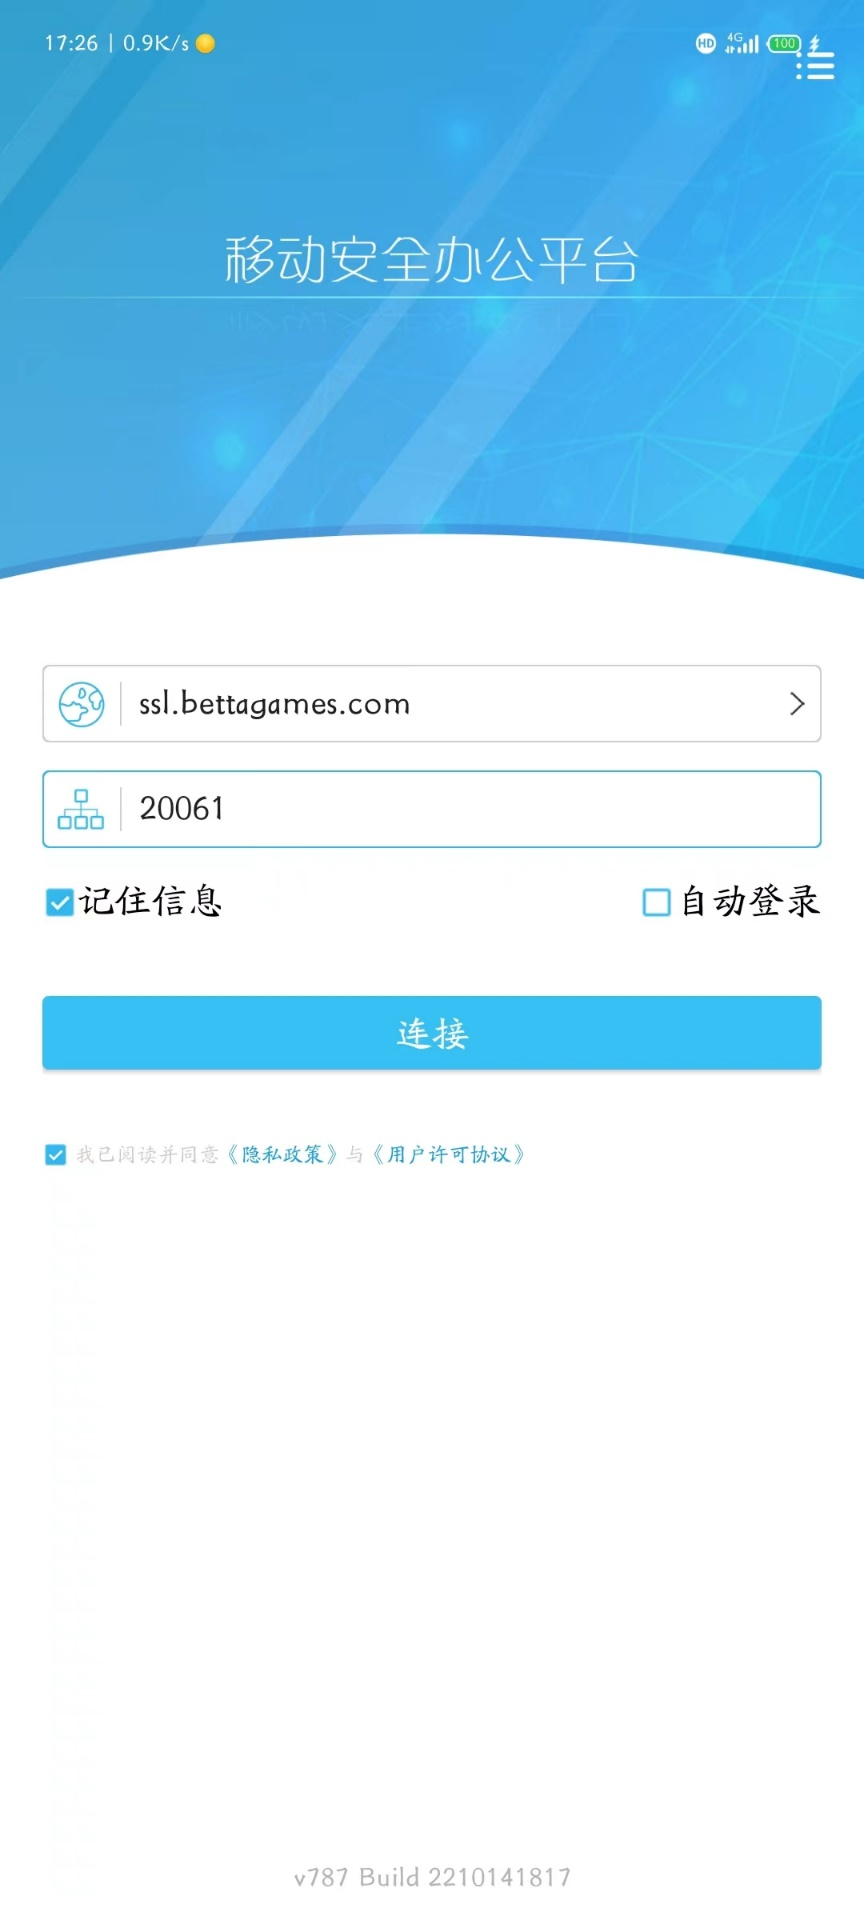 17:26 | 0.9K/s
HD 4G 100
移动安全办公平台
ssl.bettagames.com
20061
记住信息 自动登录
连接
我已阅读并同意《隐私政策》与《用户许可协议》
v787 Build 2210141817